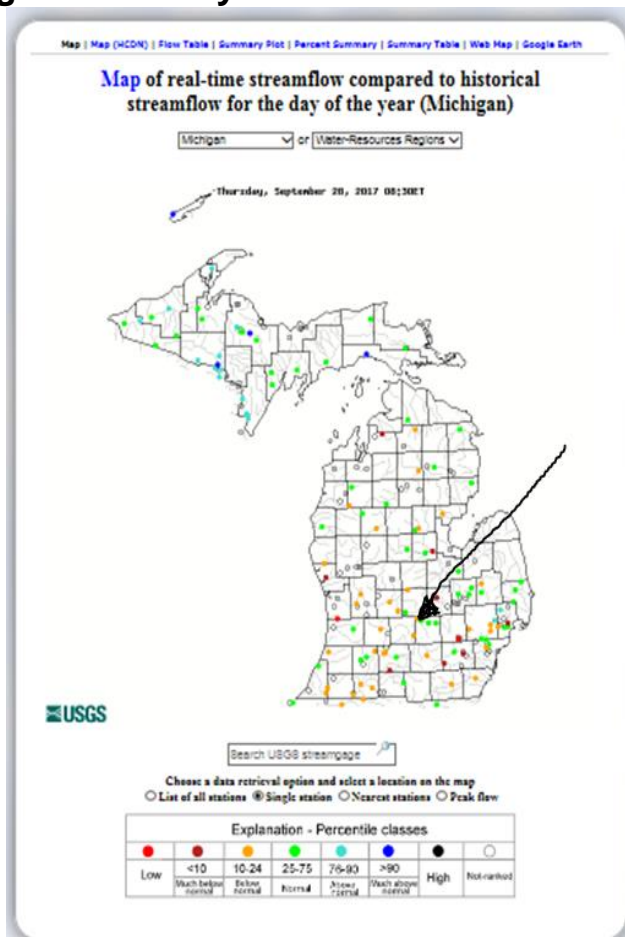 Map | Map (HCDN) | Flow Table | Summary Plot | Percent Summary | Summary Table | Web Map | Google Earth
Map of real-time streamflow compared to historical
streamflow for the day of the year (Michigan)
Michigan or Water-Resources Regions
Thursday, September 28, 2017 08:30ET
USGS
Search USGS streamgage
Choose a data retrieval option and select a location on the map
List of all stations Single station Nearest stations Peak flow
Explanation - Percentile classes
Low <10 10-24 25-75 76-90 >90 High Not-ranked
Much below normal Below normal Normal Above normal Much above normal